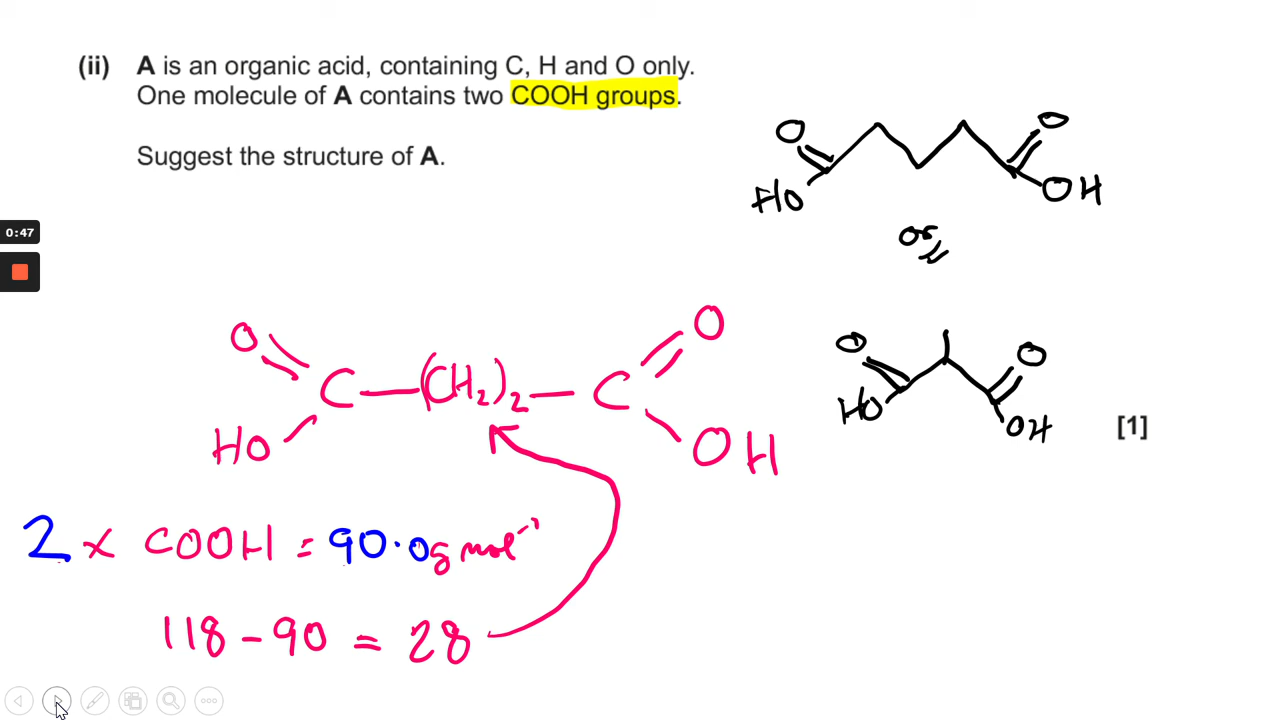 (ii) A is an organic acid, containing C, H and O only.
One molecule of A contains two COOH groups.
Suggest the structure of A.
O
O
HO
OH
or
0:47
O
O
C—(CH₂)₂—C
HO
OH
O
O
HO
OH
[1]
2 × COOH = 90.0g mol⁻¹
118 - 90 = 28